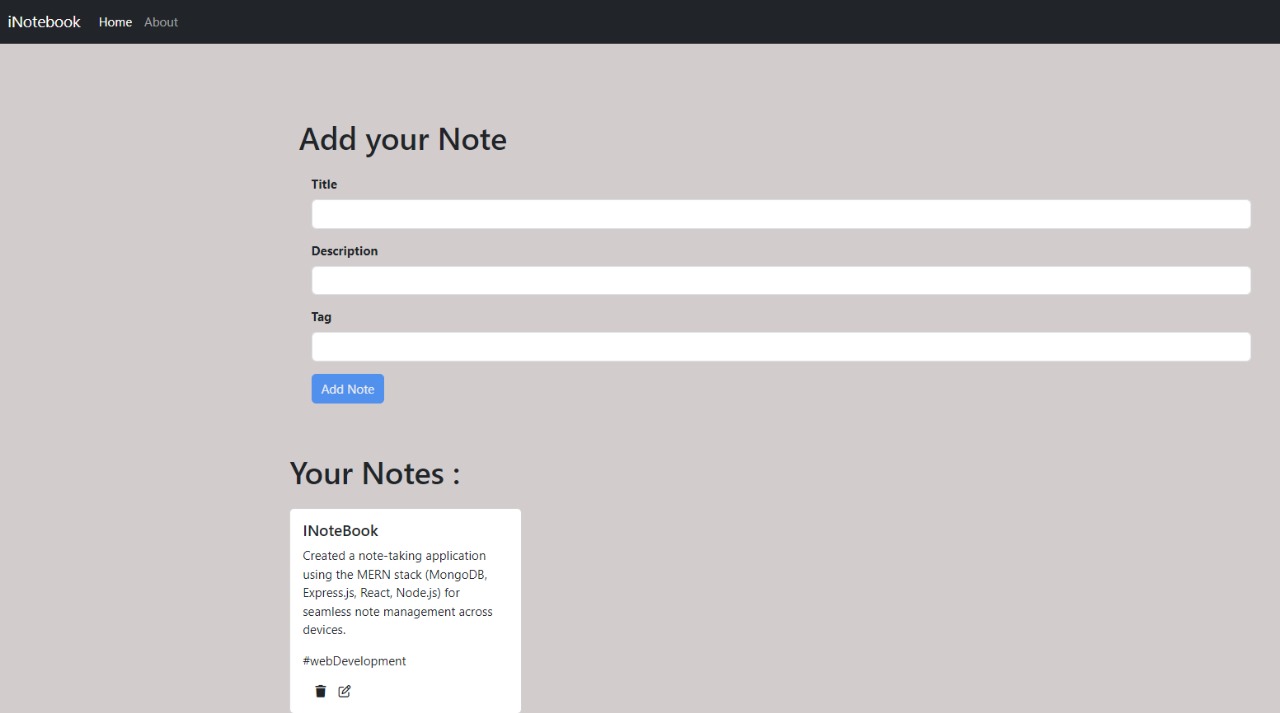 iNotebook Home About
Add your Note
Title
Description
Tag
Add Note
Your Notes :
INoteBook
Created a note-taking application
using the MERN stack (MongoDB,
Express.js, React, Node.js) for
seamless note management across
devices.
#webDevelopment